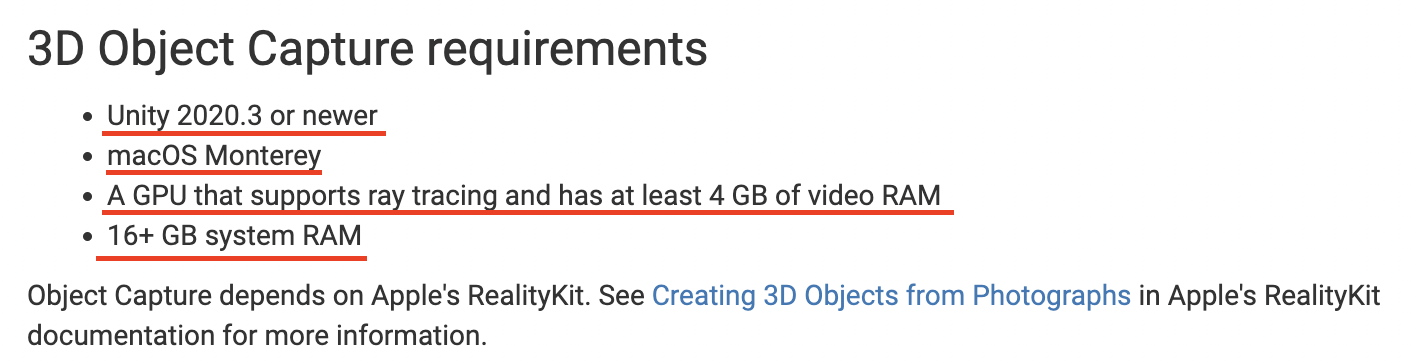 3D Object Capture requirements
• Unity 2020.3 or newer
• macOS Monterey
• A GPU that supports ray tracing and has at least 4 GB of video RAM
• 16+ GB system RAM
Object Capture depends on Apple's RealityKit. See Creating 3D Objects from Photographs in Apple's RealityKit
documentation for more information.